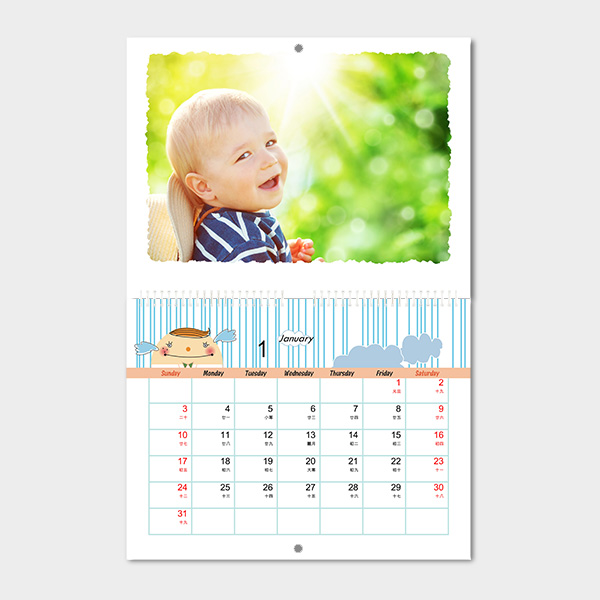 1
January
Sunday Monday Tuesday Wednesday Thursday Friday Saturday
1 2
元旦 十九
3 4 5 6 7 8 9
二十 廿一 小寒 廿三 廿四 廿五 廿六
10 11 12 13 14 15 16
廿七 廿八 廿九 臘月 初二 初三 初四
17 18 19 20 21 22 23
初五 初六 初七 大寒 初九 初十 十一
24 25 26 27 28 29 30
十二 十三 十四 十五 十六 十七 十八
31
十九